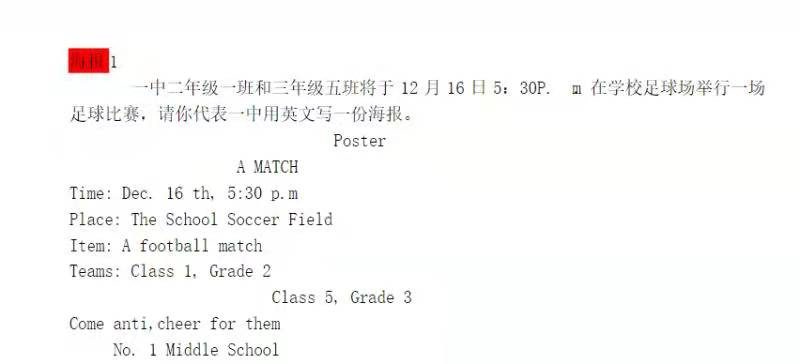 海报1
一中二年级一班和三年级五班将于 12 月 16 日 5: 30P. m 在学校足球场举行一场
足球比赛，请你代表一中用英文写一份海报。
Poster
A MATCH
Time: Dec. 16 th, 5:30 p.m
Place: The School Soccer Field
Item: A football match
Teams: Class 1, Grade 2
Class 5, Grade 3
Come anti,cheer for them
No. 1 Middle School